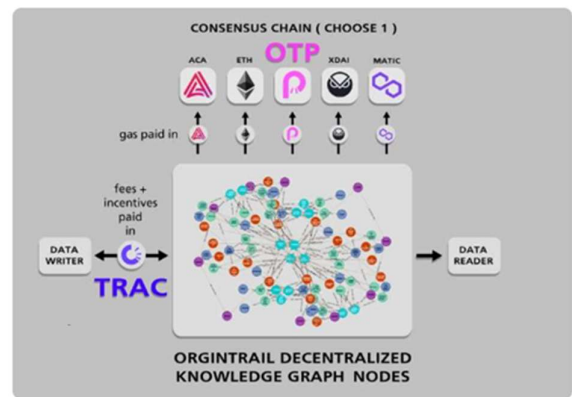 CONSENSUS CHAIN ( CHOOSE 1 )
OTP
ACA ETH XDAI MATIC
gas paid in
fees +
incentives
paid
in
DATA
WRITER
TRAC
DATA
READER
ORGINTRAIL DECENTRALIZED
KNOWLEDGE GRAPH NODES